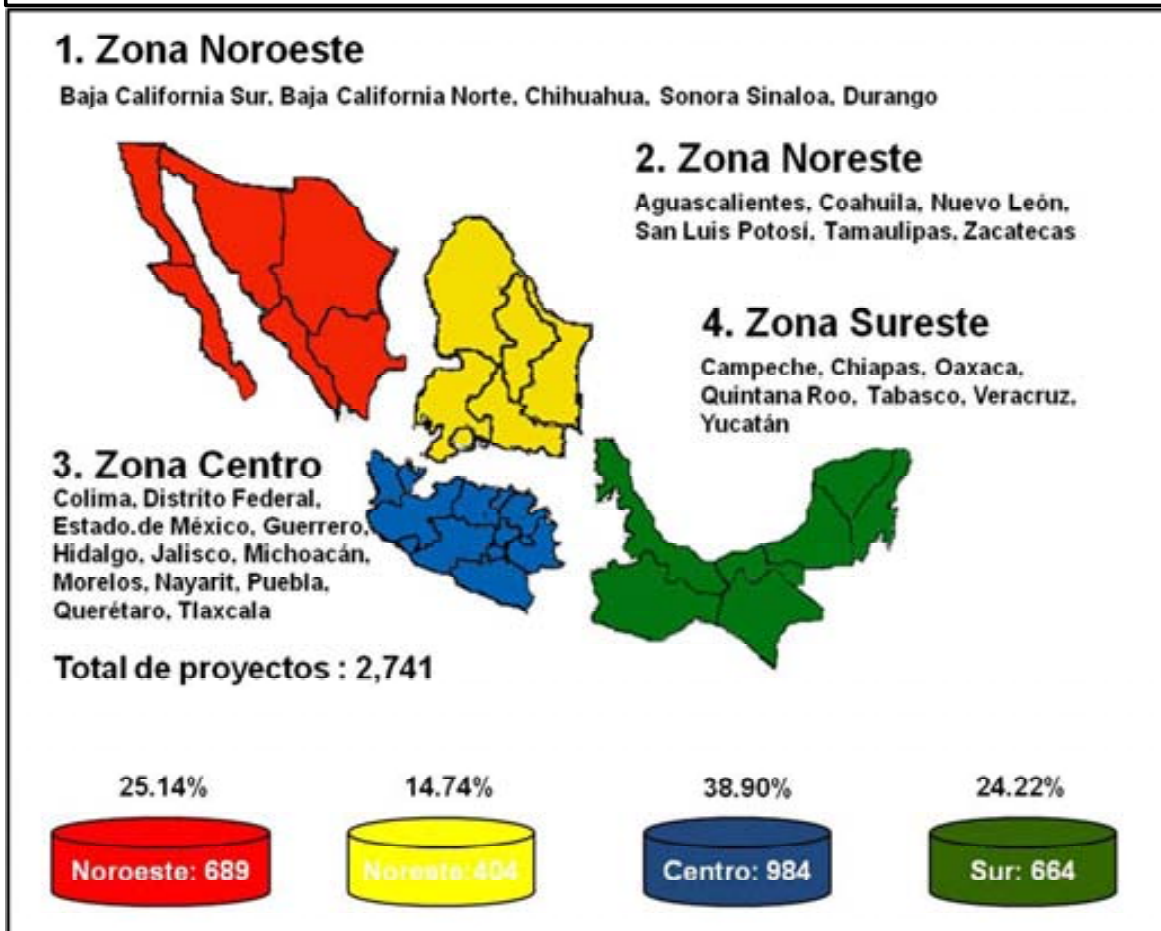 1. Zona Noroeste
Baja California Sur, Baja California Norte, Chihuahua, Sonora Sinaloa, Durango
2. Zona Noreste
Aguascalientes, Coahuila, Nuevo León,
San Luis Potosí, Tamaulipas, Zacatecas
4. Zona Sureste
Campeche, Chiapas, Oaxaca,
Quintana Roo, Tabasco, Veracruz,
Yucatán
3. Zona Centro
Colima, Distrito Federal,
Estado.de México, Guerrero,
Hidalgo, Jalisco, Michoacán,
Morelos, Nayarit, Puebla,
Querétaro, Tlaxcala
Total de proyectos : 2,741
25.14%
14.74%
38.90%
24.22%
Noroeste: 689
Noreste: 404
Centro: 984
Sur: 664